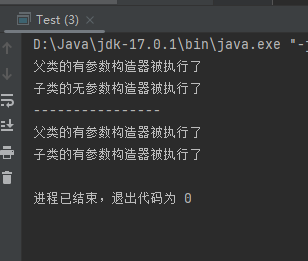 Test (3) ×
D:\Java\jdk-17.0.1\bin\java.exe "-j
父类的有参数构造器被执行了
子类的无参数构造器被执行了
----------------
父类的有参数构造器被执行了
子类的有参数构造器被执行了
进程已结束，退出代码为 0